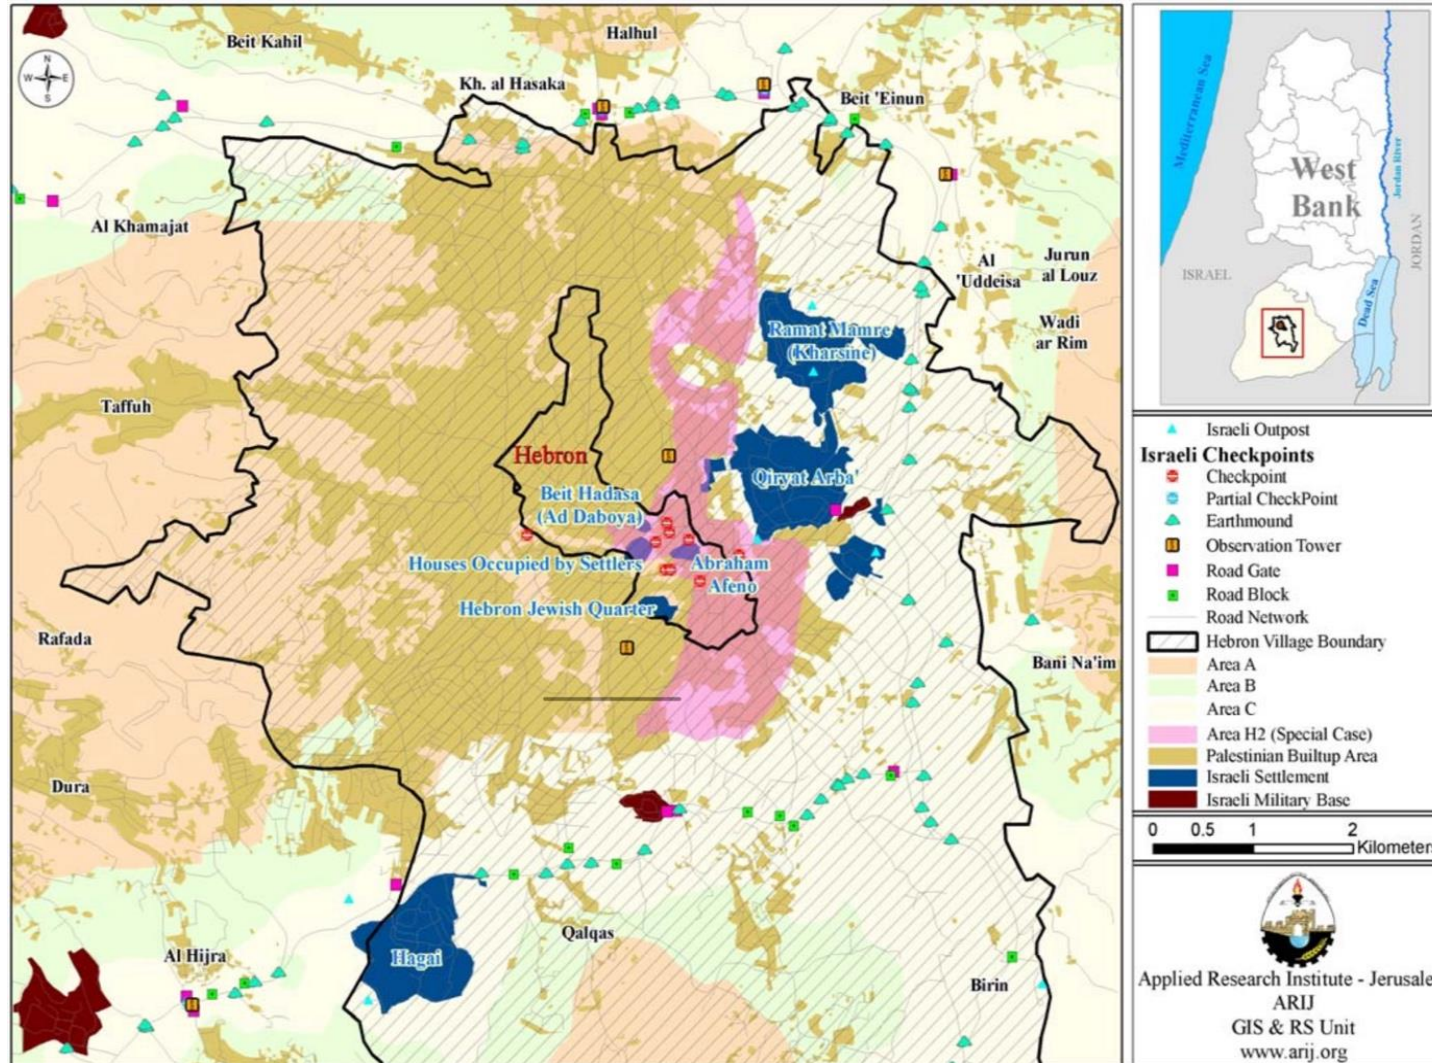 Beit Kahil
Halhul
Kh. al Hasaka
Beit 'Einun
N
W
E
S
Al Khamajat
Al
'Uddeisa
Jurun
al Louz
Wadi
ar Rim
Ramat Mamre
(Kharsine)
Taffuh
Hebron
Qiryat Arba'
Beit Hadasa
(Ad Daboya)
Houses Occupied by Settlers
Abraham
Afeno
Hebron Jewish Quarter
Rafada
Bani Na'im
Dura
Qalqas
Al Hijra
Hagai
Birin
Mediterranean Sea
West
Bank
Jordan River
ISRAEL
JORDAN
Dead Sea
Israeli Outpost
Israeli Checkpoints
Checkpoint
Partial CheckPoint
Earthmound
Observation Tower
Road Gate
Road Block
Road Network
Hebron Village Boundary
Area A
Area B
Area C
Area H2 (Special Case)
Palestinian Builtup Area
Israeli Settlement
Israeli Military Base
0 0.5 1 2
Kilometers
Applied Research Institute - Jerusale
ARIJ
GIS & RS Unit
www.arij.org